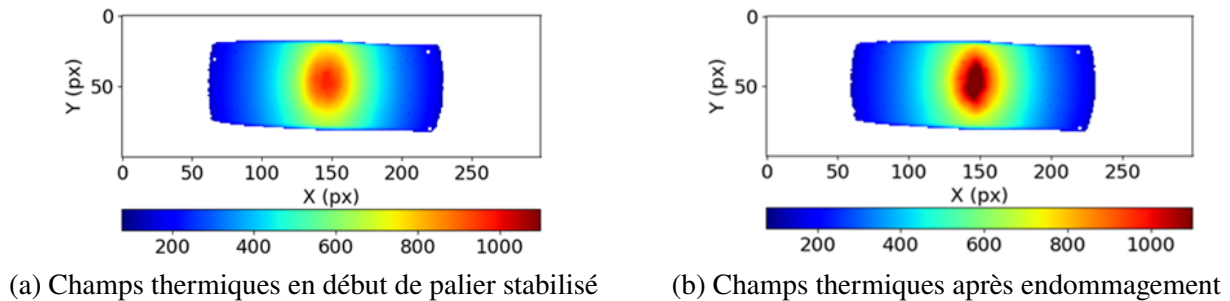 0
50
Y (px)
0 50 100 150 200 250
X (px)
200 400 600 800 1000
(a) Champs thermiques en début de palier stabilisé
0
50
Y (px)
0 50 100 150 200 250
X (px)
200 400 600 800 1000
(b) Champs thermiques après endommagement